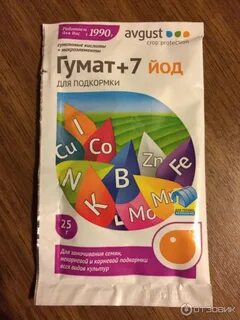 Работаем
для Вас с 1990г
avgust
crop protection
гуминовые кислоты
+ микроэлементы
Гумат+7 йод
ДЛЯ ПОДКОРМКИ
Cu I Co Zn Fe
N K B L Mo Mn
25 г
Для замачивания семян,
некорневой и корневой подкормки
всех видов культур
ОТЗОВИК